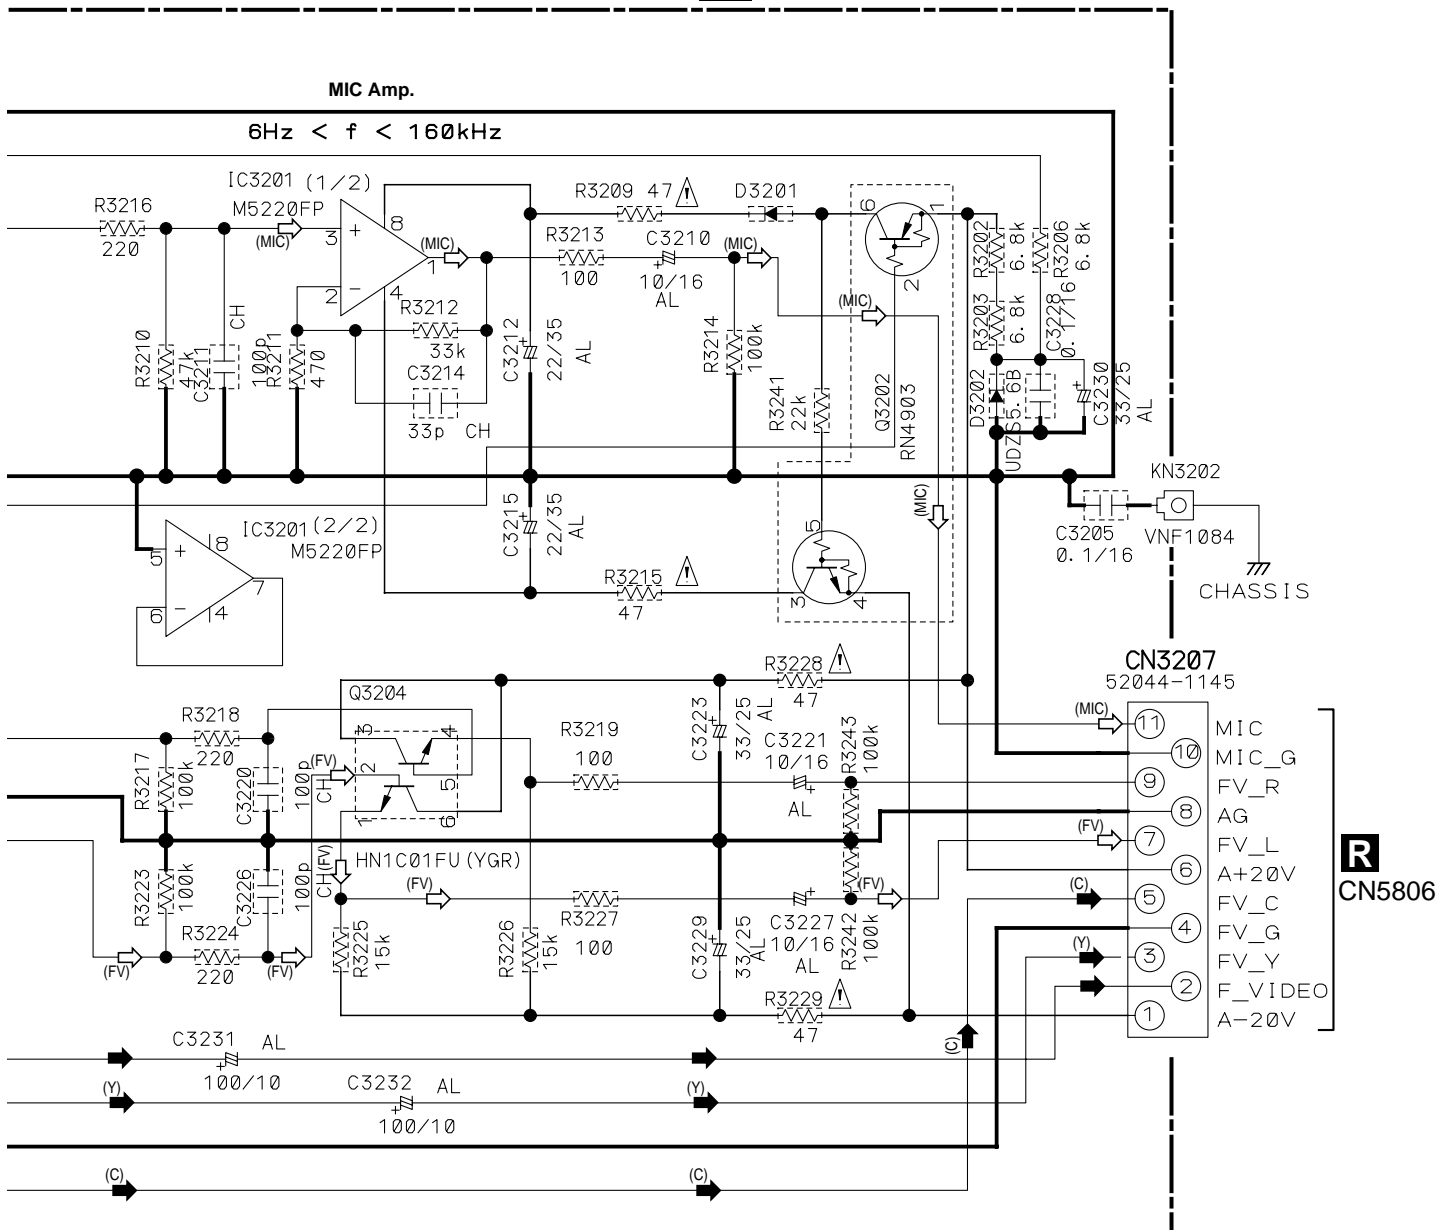 MIC Amp.
6Hz < f < 160kHz
IC3201 (1/2)
M5220FP
R3216
220
(MIC)
3
+
8
(MIC)
1
2
−
4
R3212
33k
C3214
33p CH
R3210
47k
C3211
100p
CH
R3211
470
R3209 47
!
D3201
R3213
100
C3210
10/16
AL
(MIC)
C3212
22/35
AL
R3214
100k
R3241
22k
(MIC)
6
1
2
Q3202
RN4903
R3202
6.8k
R3206
6.8k
R3203
6.8k
C3228
0.1/16
D3202
UDZS5.6B
C3230
33/25
AL
IC3201 (2/2)
M5220FP
5
+
8
7
6
−
4
C3215
22/35
AL
R3215
47
!
5
3
4
(MIC)
KN3202
C3205
0.1/16
VNF1084
CHASSIS
CN3207
52044-1145
(MIC)
11
MIC
10
MIC_G
9
FV_R
8
AG
(FV)
7
FV_L
6
A+20V
(C)
5
FV_C
4
FV_G
(Y)
3
FV_Y
2
F_VIDEO
1
A-20V
R
CN5806
Q3204
3
4
2
5
1
6
HN1C01FU(YGR)
R3218
220
R3217
100k
C3220
100p
CH
(FV)
R3219
100
R3228
47
!
C3223
33/25
AL
C3221
10/16
AL
R3243
100k
R3223
100k
C3226
100p
CH
(FV)
(FV)
R3224
220
(FV)
(FV)
R3225
15k
R3226
15k
R3227
100
C3229
33/25
AL
C3227
10/16
AL
R3242
100k
(FV)
R3229
47
!
C3231 AL
100/10
(Y)
C3232 AL
100/10
(Y)
(C)
(C)
(C)